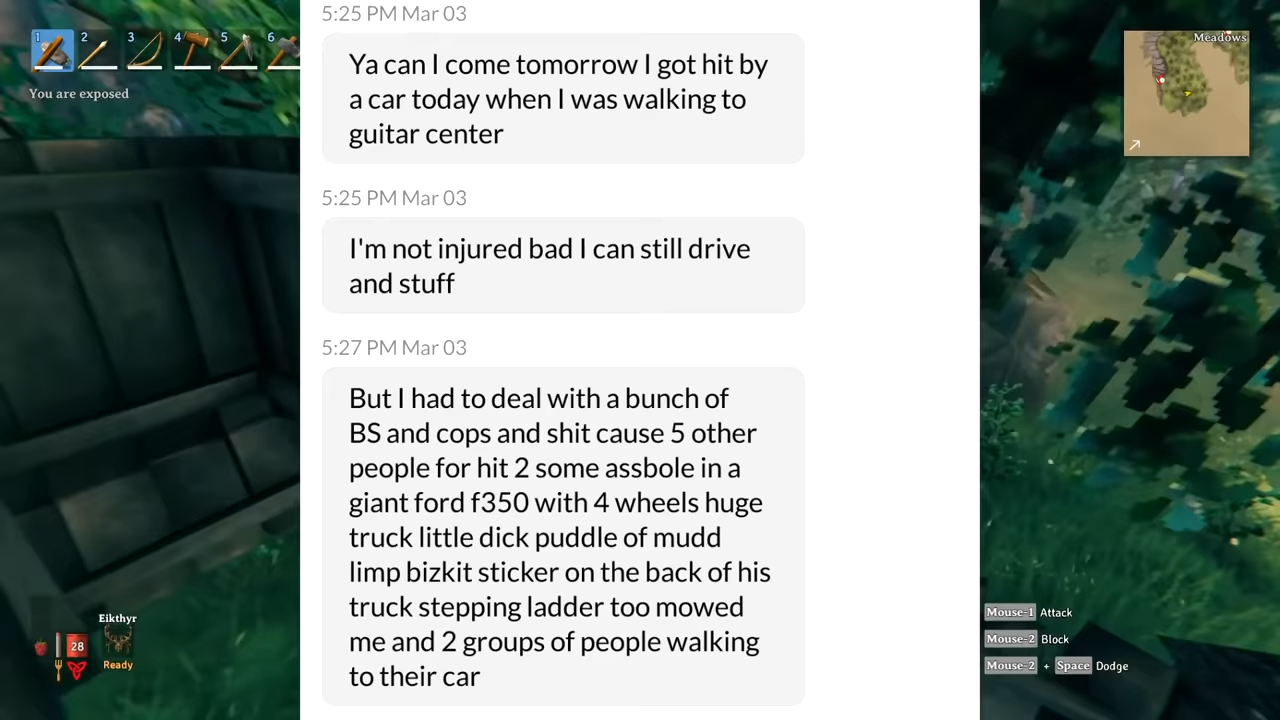 1 2 3 4 5 6
You are exposed
Meadows
5:25 PM Mar 03
Ya can I come tomorrow I got hit by
a car today when I was walking to
guitar center
5:25 PM Mar 03
I'm not injured bad I can still drive
and stuff
5:27 PM Mar 03
But I had to deal with a bunch of
BS and cops and shit cause 5 other
people for hit 2 some assbole in a
giant ford f350 with 4 wheels huge
truck little dick puddle of mudd
limp bizkit sticker on the back of his
truck stepping ladder too mowed
me and 2 groups of people walking
to their car
Eikthyr
28
Ready
Mouse-1 Attack
Mouse-2 Block
Mouse-2 + Space Dodge